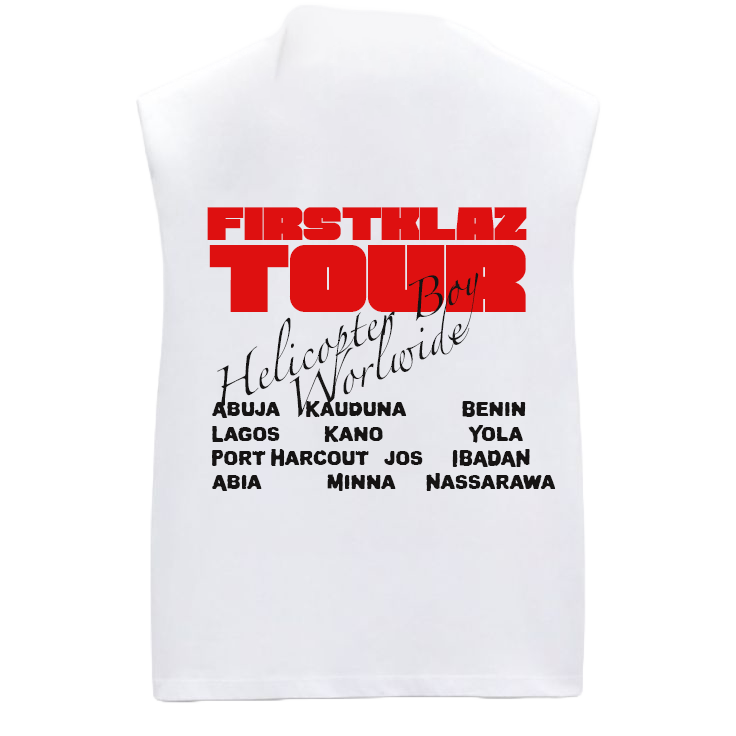 FIRSTKLAZ
TOUR
Helicopter Boy
Worlwide
ABUJA KAUDUNA BENIN
LAGOS KANO YOLA
PORT HARCOUT JOS IBADAN
ABIA MINNA NASSARAWA